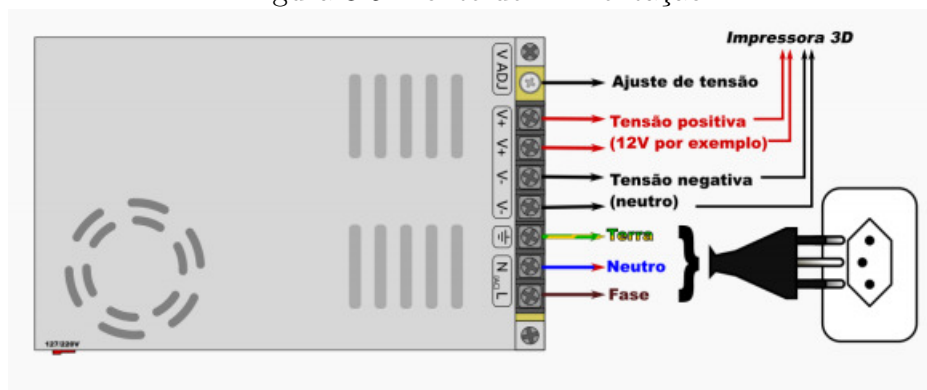 Impressora 3D
V ADJ
Ajuste de tensão
V+
Tensão positiva
V+
(12V por exemplo)
V-
Tensão negativa
V-
(neutro)
Terra
N
Neutro
(AC)
L
Fase
127/220V